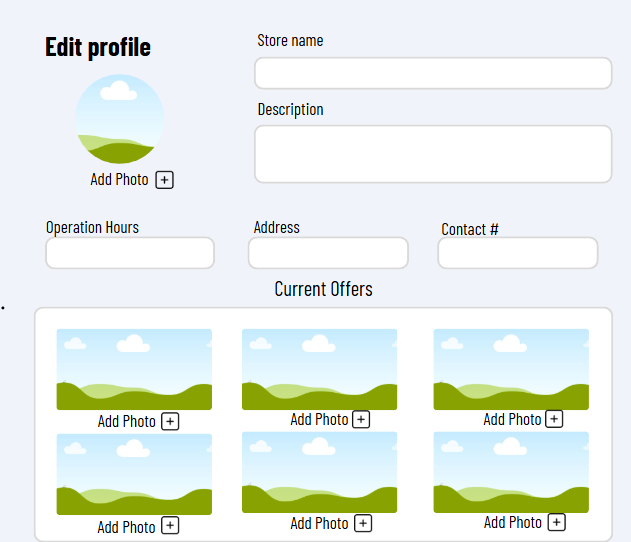 Edit profile
Store name
Description
Add Photo
Operation Hours
Address
Contact #
Current Offers
Add Photo
Add Photo
Add Photo
Add Photo
Add Photo
Add Photo